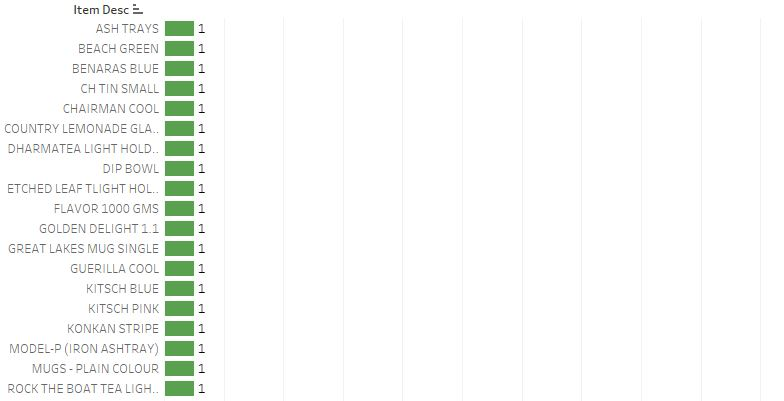 Item Desc
ASH TRAYS 1
BEACH GREEN 1
BENARAS BLUE 1
CH TIN SMALL 1
CHAIRMAN COOL 1
COUNTRY LEMONADE GLA.. 1
DHARMATEA LIGHT HOLD.. 1
DIP BOWL 1
ETCHED LEAF TLIGHT HOL.. 1
FLAVOR 1000 GMS 1
GOLDEN DELIGHT 1.1 1
GREAT LAKES MUG SINGLE 1
GUERILLA COOL 1
KITSCH BLUE 1
KITSCH PINK 1
KONKAN STRIPE 1
MODEL-P (IRON ASHTRAY) 1
MUGS - PLAIN COLOUR 1
ROCK THE BOAT TEA LIGH.. 1